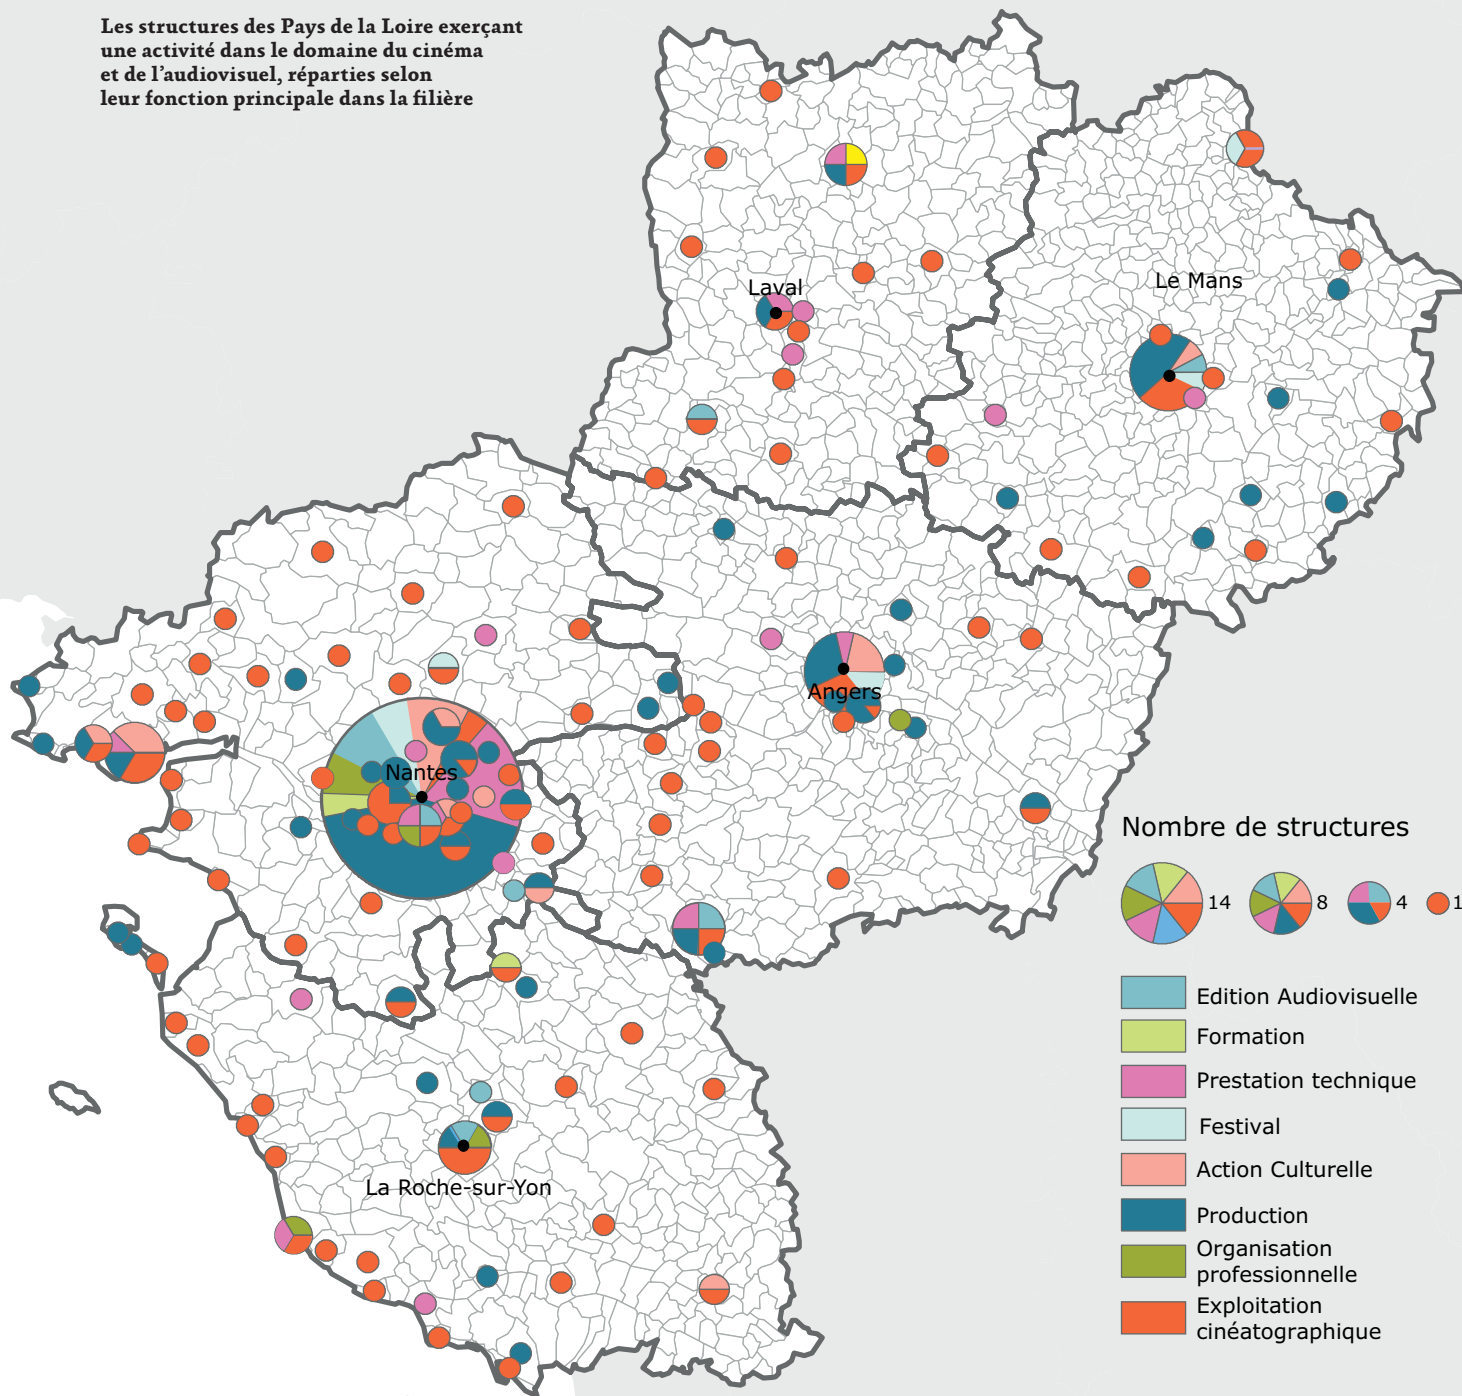 Les structures des Pays de la Loire exerçant
une activité dans le domaine du cinéma
et de l'audiovisuel, réparties selon
leur fonction principale dans la filière
Laval
Le Mans
Angers
Nantes
La Roche-sur-Yon
Nombre de structures
14
8
4
1
Edition Audiovisuelle
Formation
Prestation technique
Festival
Action Culturelle
Production
Organisation
professionnelle
Exploitation
cinéatographique